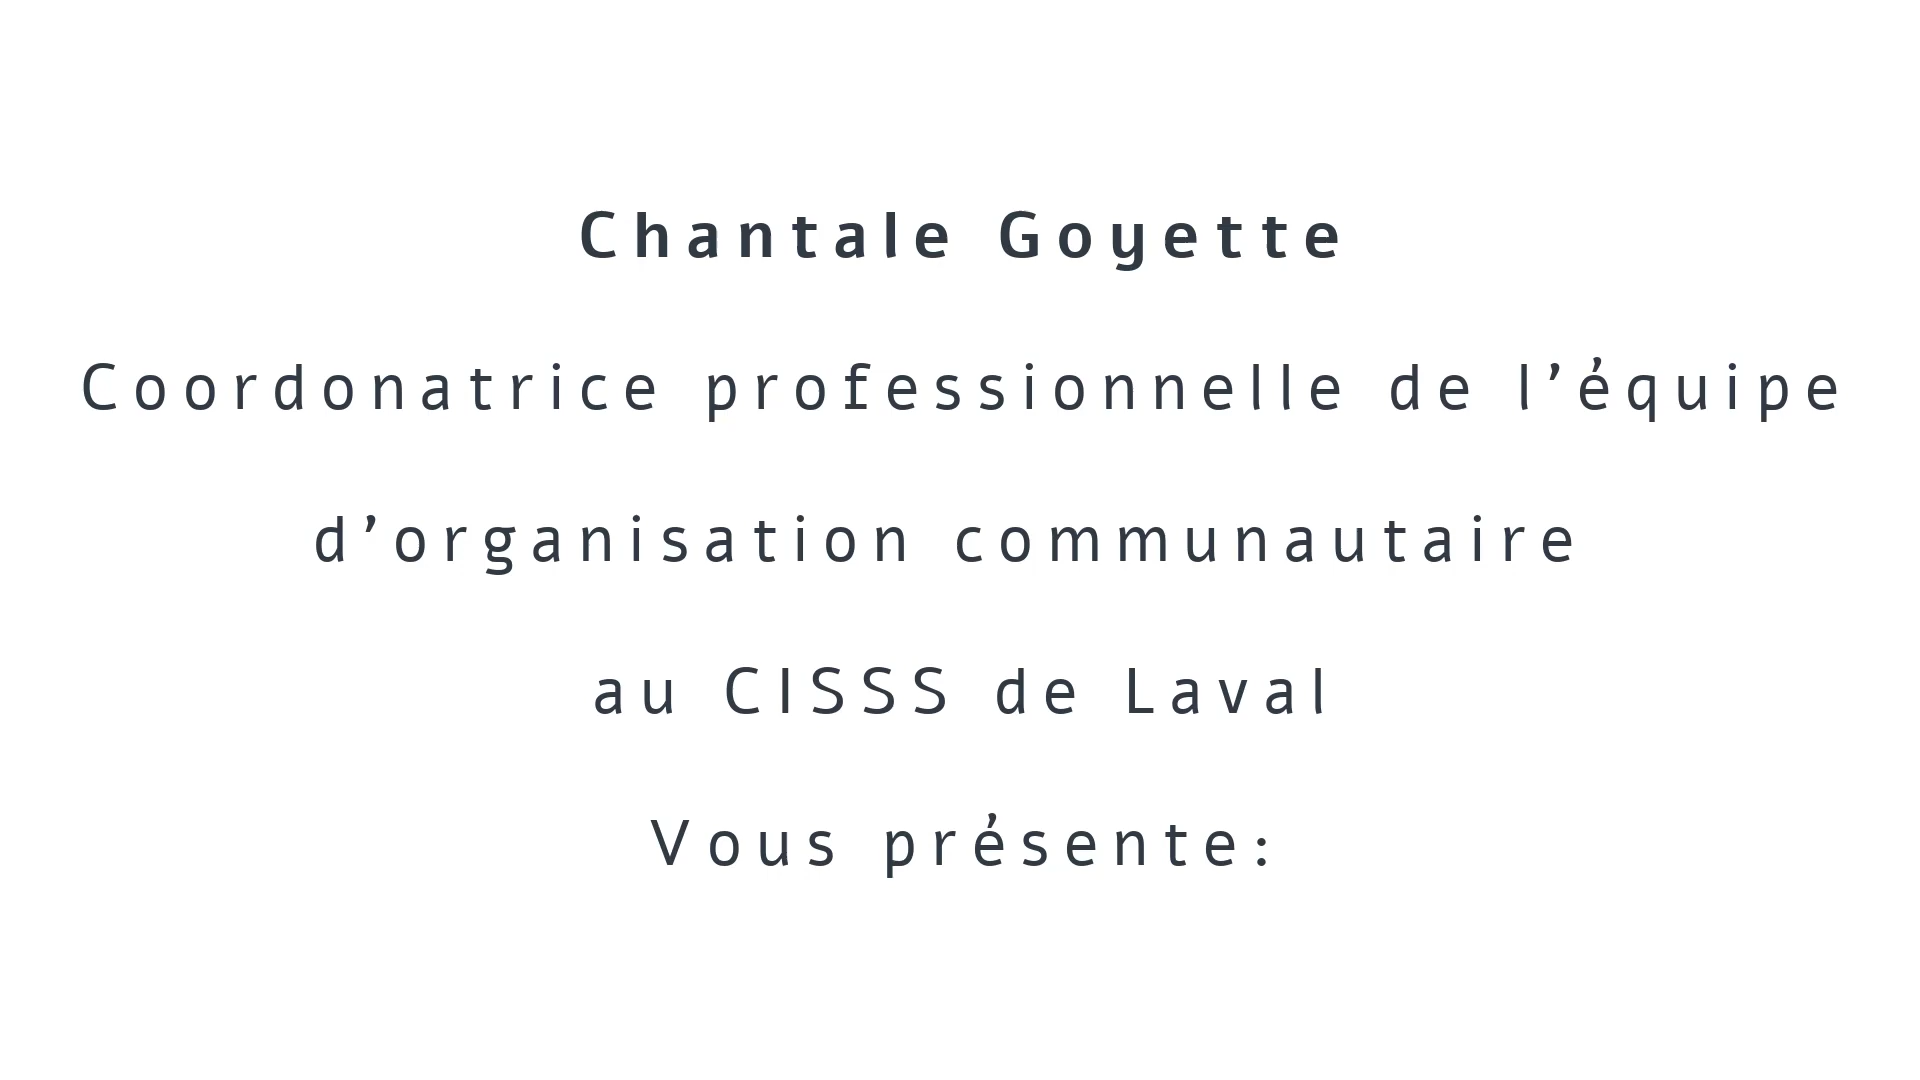 Chantale Goyette
Coordonatrice professionnelle de l’équipe
d’organisation communautaire
au CISSS de Laval
Vous présente: